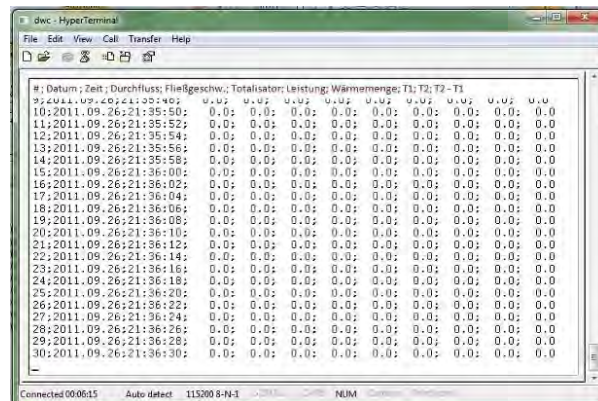 dwc - HyperTerminal
File Edit View Call Transfer Help
# ; Datum ; Zeit ; Durchfluss; Fließgeschw.; Totalisator; Leistung; Wärmemenge; T1; T2; T2 - T1
9;2011.09.26;21:35:48; 0.0; 0.0; 0.0; 0.0; 0.0; 0.0; 0.0; 0.0
10;2011.09.26;21:35:50; 0.0; 0.0; 0.0; 0.0; 0.0; 0.0; 0.0; 0.0
11;2011.09.26;21:35:52; 0.0; 0.0; 0.0; 0.0; 0.0; 0.0; 0.0; 0.0
12;2011.09.26;21:35:54; 0.0; 0.0; 0.0; 0.0; 0.0; 0.0; 0.0; 0.0
13;2011.09.26;21:35:56; 0.0; 0.0; 0.0; 0.0; 0.0; 0.0; 0.0; 0.0
14;2011.09.26;21:35:58; 0.0; 0.0; 0.0; 0.0; 0.0; 0.0; 0.0; 0.0
15;2011.09.26;21:36:00; 0.0; 0.0; 0.0; 0.0; 0.0; 0.0; 0.0; 0.0
16;2011.09.26;21:36:02; 0.0; 0.0; 0.0; 0.0; 0.0; 0.0; 0.0; 0.0
17;2011.09.26;21:36:04; 0.0; 0.0; 0.0; 0.0; 0.0; 0.0; 0.0; 0.0
18;2011.09.26;21:36:06; 0.0; 0.0; 0.0; 0.0; 0.0; 0.0; 0.0; 0.0
19;2011.09.26;21:36:08; 0.0; 0.0; 0.0; 0.0; 0.0; 0.0; 0.0; 0.0
20;2011.09.26;21:36:10; 0.0; 0.0; 0.0; 0.0; 0.0; 0.0; 0.0; 0.0
21;2011.09.26;21:36:12; 0.0; 0.0; 0.0; 0.0; 0.0; 0.0; 0.0; 0.0
22;2011.09.26;21:36:14; 0.0; 0.0; 0.0; 0.0; 0.0; 0.0; 0.0; 0.0
23;2011.09.26;21:36:16; 0.0; 0.0; 0.0; 0.0; 0.0; 0.0; 0.0; 0.0
24;2011.09.26;21:36:18; 0.0; 0.0; 0.0; 0.0; 0.0; 0.0; 0.0; 0.0
25;2011.09.26;21:36:20; 0.0; 0.0; 0.0; 0.0; 0.0; 0.0; 0.0; 0.0
26;2011.09.26;21:36:22; 0.0; 0.0; 0.0; 0.0; 0.0; 0.0; 0.0; 0.0
27;2011.09.26;21:36:24; 0.0; 0.0; 0.0; 0.0; 0.0; 0.0; 0.0; 0.0
28;2011.09.26;21:36:26; 0.0; 0.0; 0.0; 0.0; 0.0; 0.0; 0.0; 0.0
29;2011.09.26;21:36:28; 0.0; 0.0; 0.0; 0.0; 0.0; 0.0; 0.0; 0.0
30;2011.09.26;21:36:30; 0.0; 0.0; 0.0; 0.0; 0.0; 0.0; 0.0; 0.0
Connected 00:06:15 Auto detect 115200 8-N-1 NUM